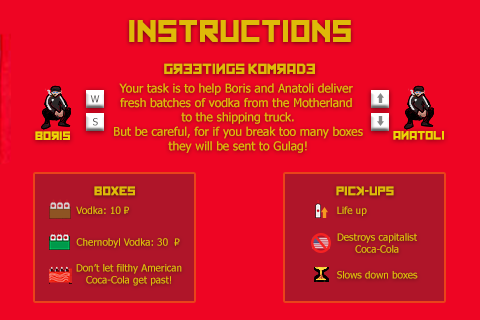 INSTRUCTIONS
GREETINGS KOMRADE
Your task is to help Boris and Anatoli deliver
fresh batches of vodka from the Motherland
to the shipping truck.
But be careful, for if you break too many boxes
they will be sent to Gulag!
W
S
BORIS
↑
↓
ANATOLI
BOXES
Vodka: 10 ₽
Chernobyl Vodka: 30 ₽
Don't let filthy American
Coca-Cola get past!
PICK-UPS
Life up
Destroys capitalist
Coca-Cola
Slows down boxes